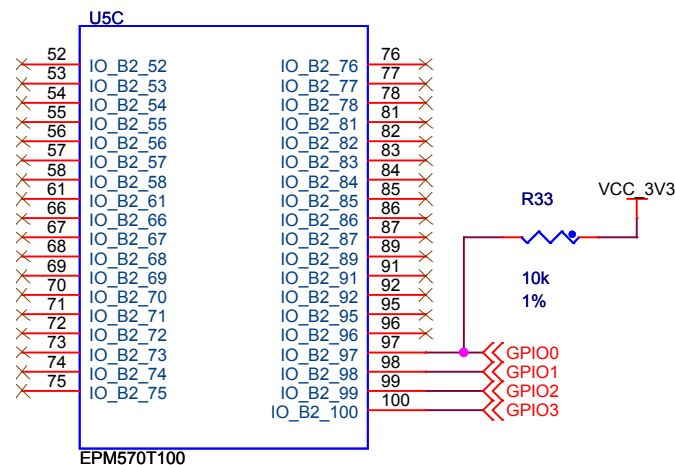 U5C
52 IO_B2_52 IO_B2_76 76
53 IO_B2_53 IO_B2_77 77
54 IO_B2_54 IO_B2_78 78
55 IO_B2_55 IO_B2_81 81
56 IO_B2_56 IO_B2_82 82
57 IO_B2_57 IO_B2_83 83
58 IO_B2_58 IO_B2_84 84
61 IO_B2_61 IO_B2_85 85
66 IO_B2_66 IO_B2_86 86
67 IO_B2_67 IO_B2_87 87
68 IO_B2_68 IO_B2_89 89
69 IO_B2_69 IO_B2_91 91
70 IO_B2_70 IO_B2_92 92
71 IO_B2_71 IO_B2_95 95
72 IO_B2_72 IO_B2_96 96
73 IO_B2_73 IO_B2_97 97 GPIO0
74 IO_B2_74 IO_B2_98 98 GPIO1
75 IO_B2_75 IO_B2_99 99 GPIO2
IO_B2_100 100 GPIO3
EPM570T100
R33
VCC_3V3
10k
1%